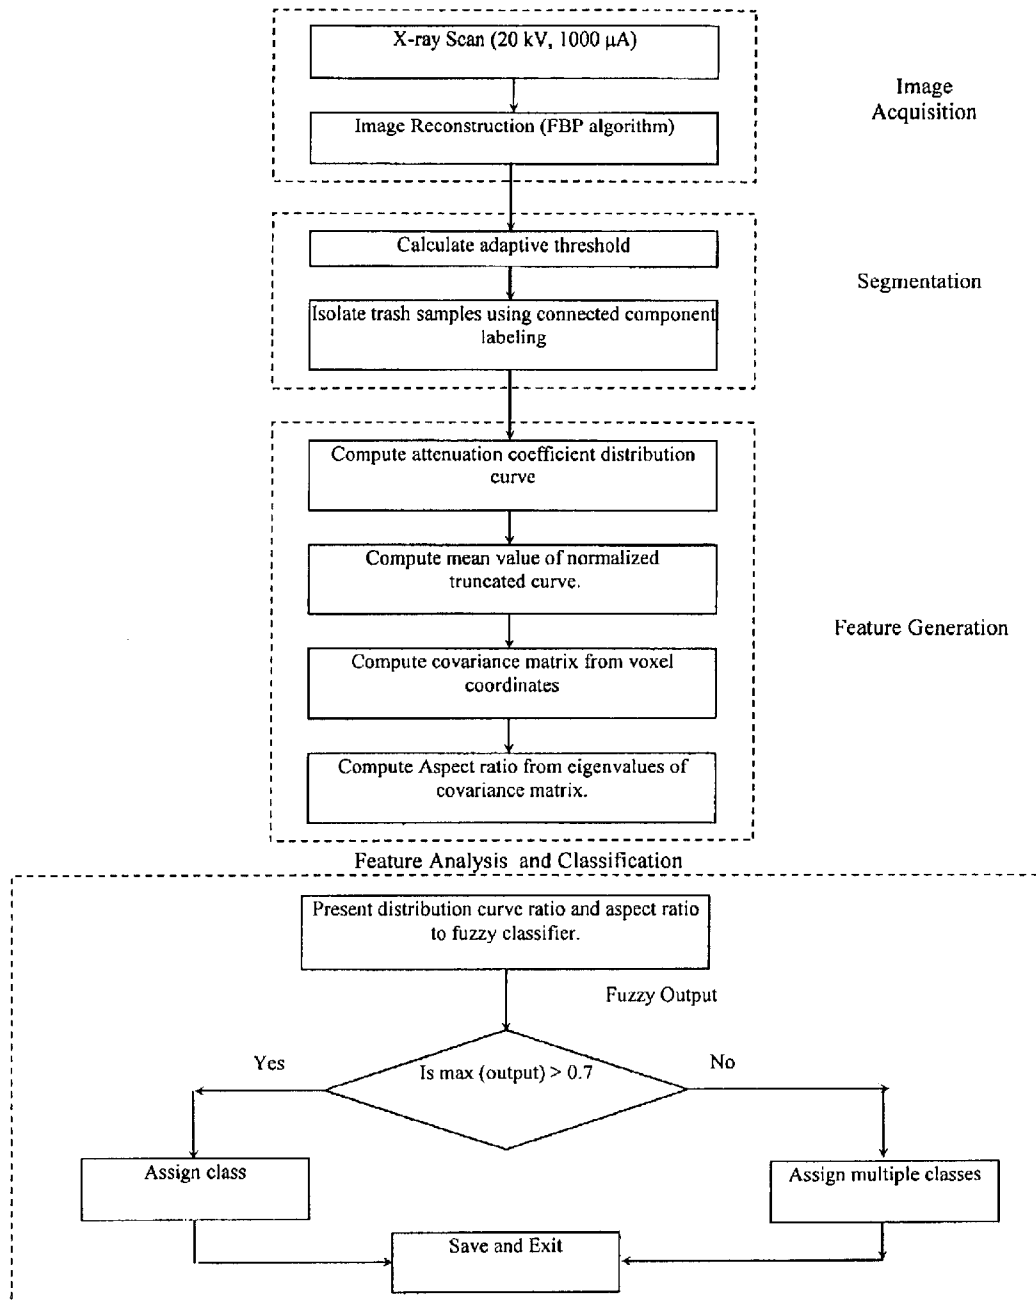 X-ray Scan (20 kV, 1000 µA)
Image
Acquisition
Image Reconstruction (FBP algorithm)
Calculate adaptive threshold
Segmentation
Isolate trash samples using connected component
labeling
Compute attenuation coefficient distribution
curve
Compute mean value of normalized
truncated curve.
Feature Generation
Compute covariance matrix from voxel
coordinates
Compute Aspect ratio from eigenvalues of
covariance matrix.
Feature Analysis and Classification
Present distribution curve ratio and aspect ratio
to fuzzy classifier.
Fuzzy Output
Yes
Is max (output) > 0.7
No
Assign class
Assign multiple classes
Save and Exit